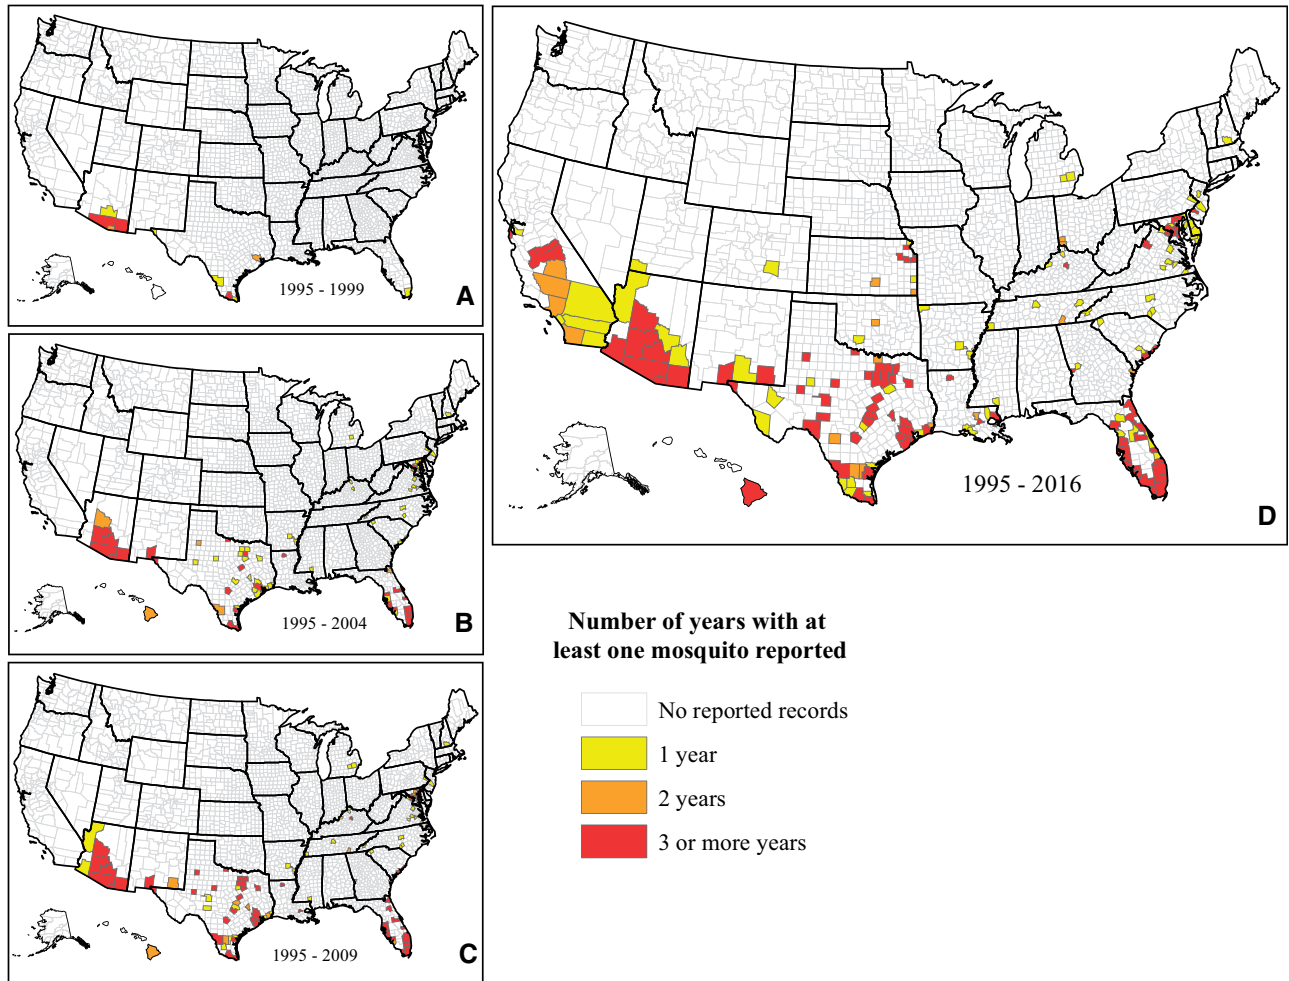 1995 - 1999
A
1995 - 2004
B
1995 - 2009
C
1995 - 2016
D
Number of years with at
least one mosquito reported
No reported records
1 year
2 years
3 or more years